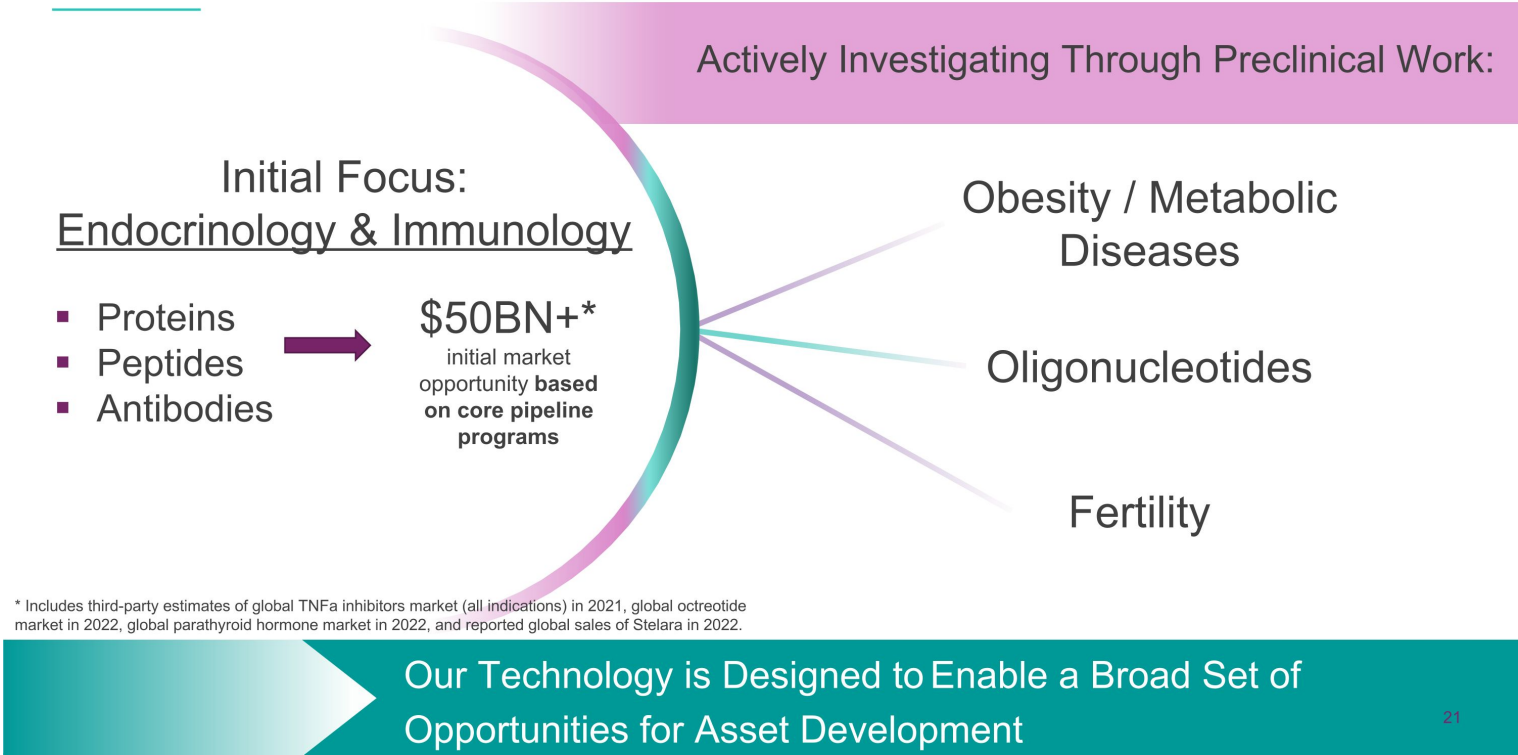 Actively Investigating Through Preclinical Work:
Initial Focus:
Endocrinology & Immunology
▪ Proteins
▪ Peptides
▪ Antibodies
$50BN+*
initial market
opportunity based
on core pipeline
programs
Obesity / Metabolic
Diseases
Oligonucleotides
Fertility
* Includes third-party estimates of global TNFa inhibitors market (all indications) in 2021, global octreotide
market in 2022, global parathyroid hormone market in 2022, and reported global sales of Stelara in 2022.
Our Technology is Designed to Enable a Broad Set of
Opportunities for Asset Development
21